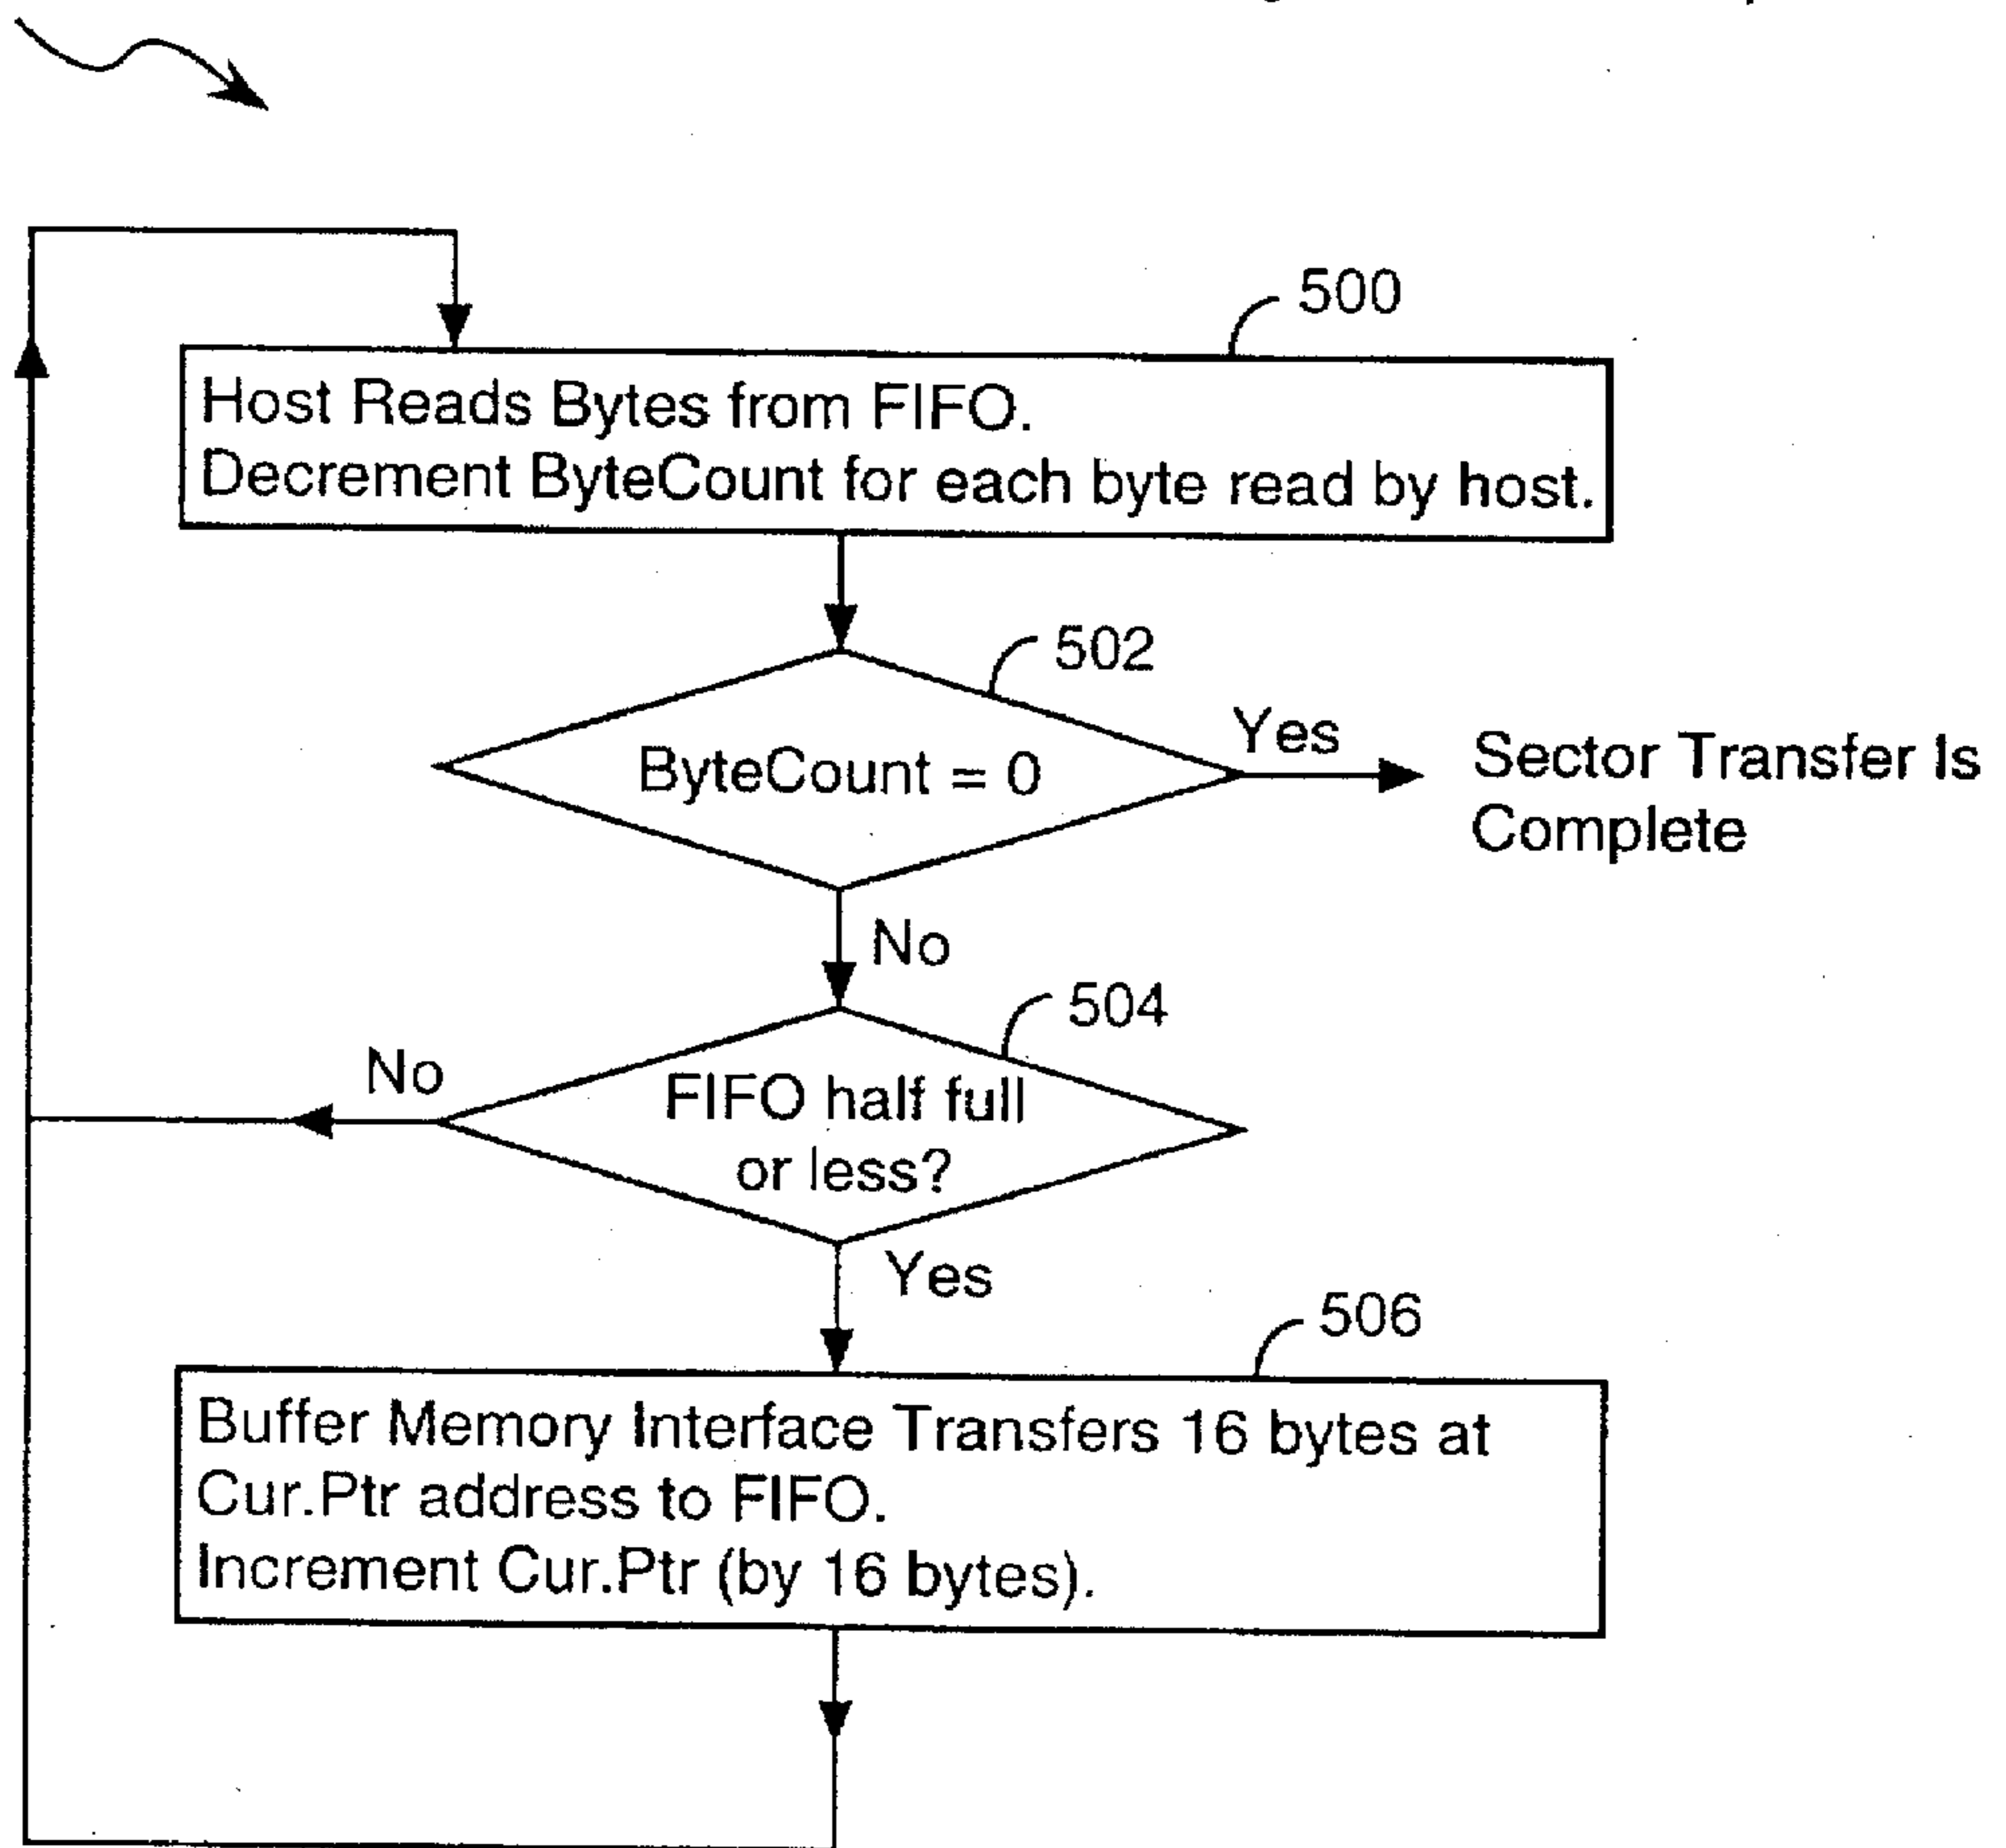 500
Host Reads Bytes from FIFO.
Decrement ByteCount for each byte read by host.
502
ByteCount = 0
Yes
Sector Transfer Is
Complete
No
504
FIFO half full
or less?
No
Yes
506
Buffer Memory Interface Transfers 16 bytes at
Cur.Ptr address to FIFO.
Increment Cur.Ptr (by 16 bytes).